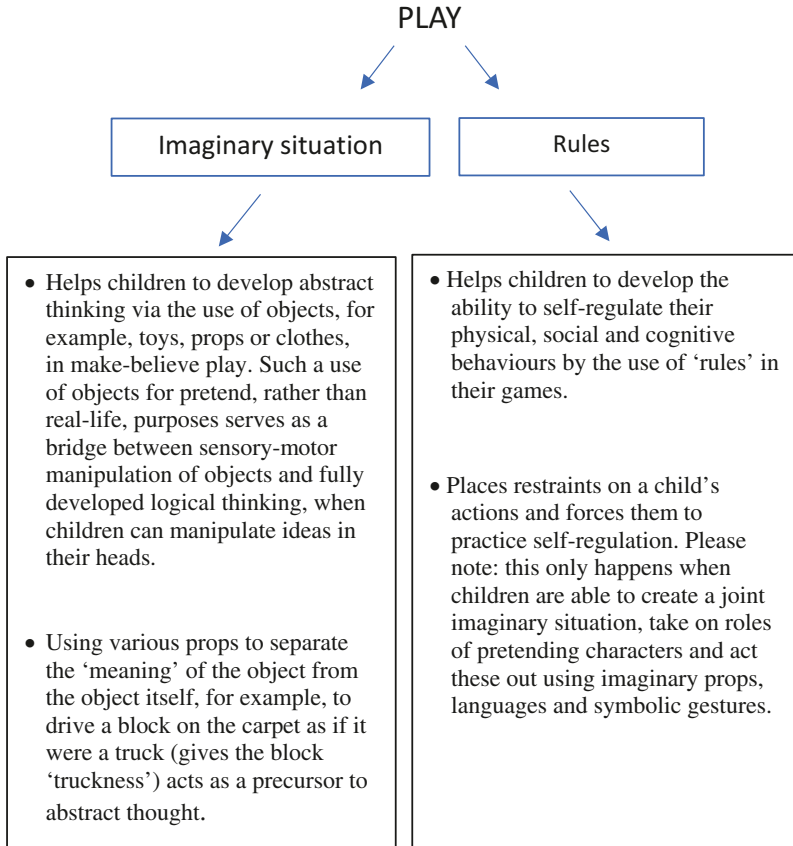 PLAY
Imaginary situation
Rules
• Helps children to develop abstract
thinking via the use of objects, for
example, toys, props or clothes,
in make-believe play. Such a use
of objects for pretend, rather than
real-life, purposes serves as a
bridge between sensory-motor
manipulation of objects and fully
developed logical thinking, when
children can manipulate ideas in
their heads.
• Using various props to separate
the ‘meaning’ of the object from
the object itself, for example, to
drive a block on the carpet as if it
were a truck (gives the block
‘truckness’) acts as a precursor to
abstract thought.
• Helps children to develop the
ability to self-regulate their
physical, social and cognitive
behaviours by the use of ‘rules’ in
their games.
• Places restraints on a child’s
actions and forces them to
practice self-regulation. Please
note: this only happens when
children are able to create a joint
imaginary situation, take on roles
of pretending characters and act
these out using imaginary props,
languages and symbolic gestures.